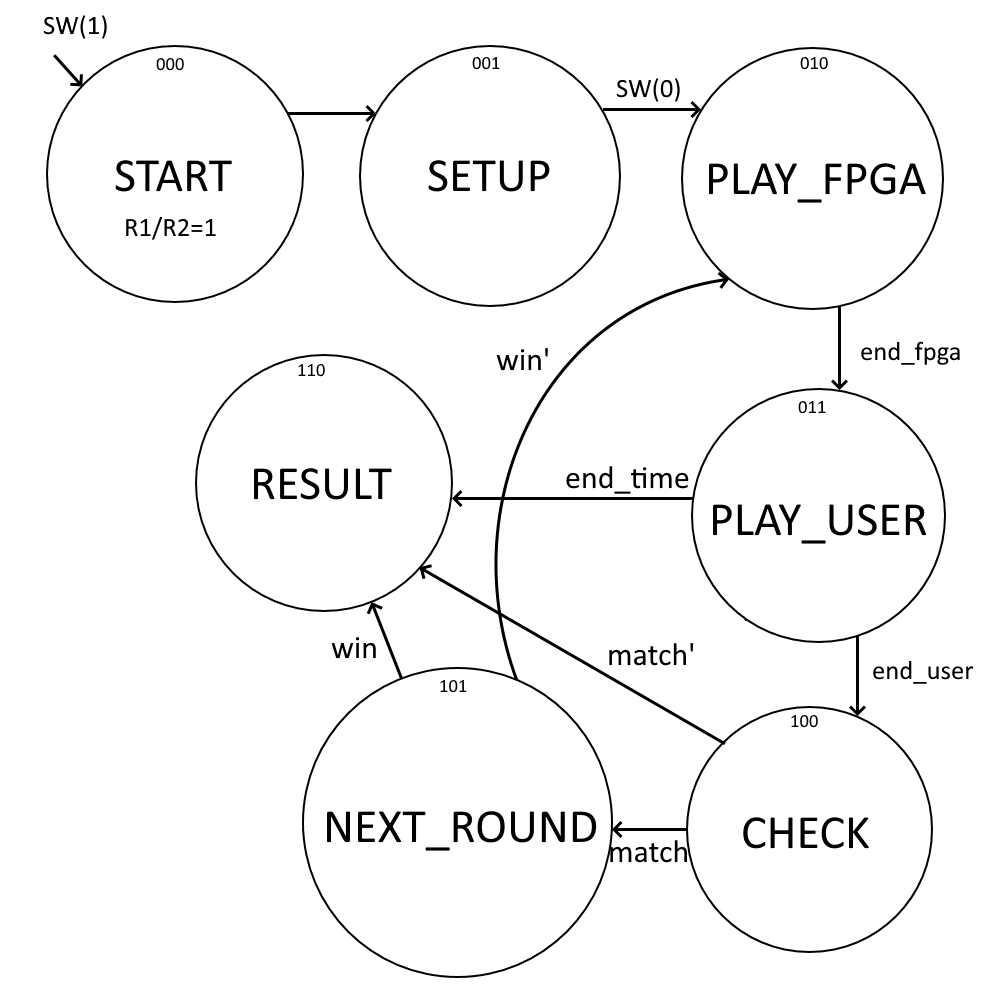 SW(1)
000
START
R1/R2=1
001
SETUP
SW(0)
010
PLAY_FPGA
end_fpga
win'
110
RESULT
end_time
011
PLAY_USER
end_user
match'
win
101
NEXT_ROUND
match
100
CHECK